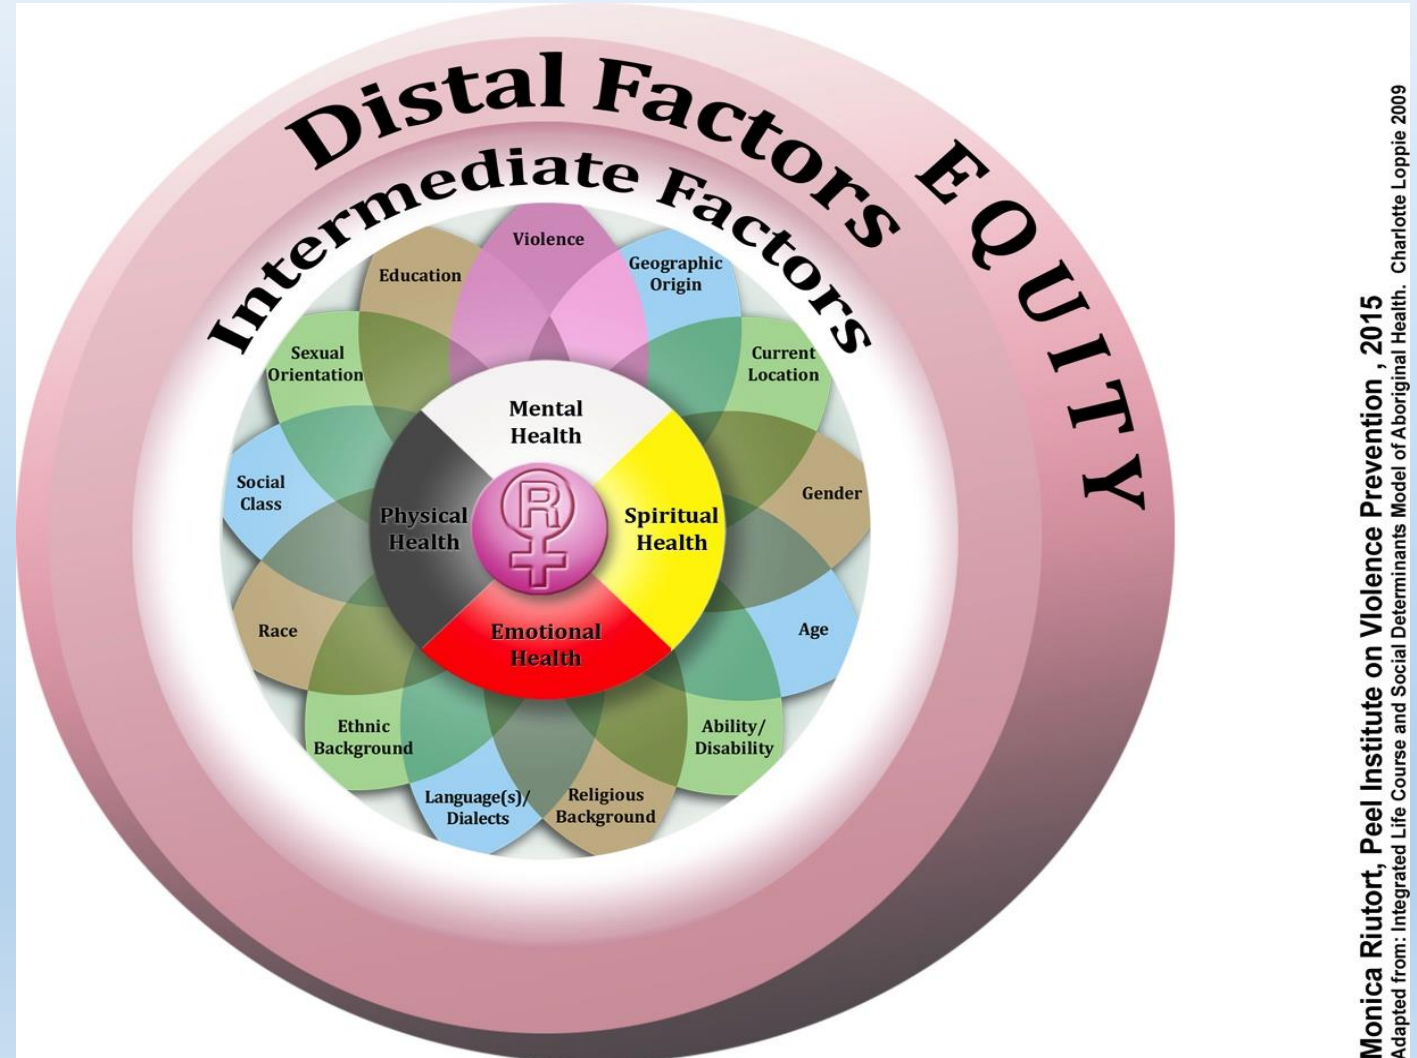 Distal Factors
EQUITY
Intermediate Factors
Violence
Geographic
Origin
Current
Location
Gender
Age
Ability/
Disability
Religious
Background
Language(s)/
Dialects
Ethnic
Background
Race
Social
Class
Sexual
Orientation
Education
Mental
Health
Spiritual
Health
Emotional
Health
Physical
Health
R
Monica Riutort, Peel Institute on Violence Prevention , 2015
Adapted from: Integrated Life Course and Social Determinants Model of Aboriginal Health. Charlotte Loppie 2009